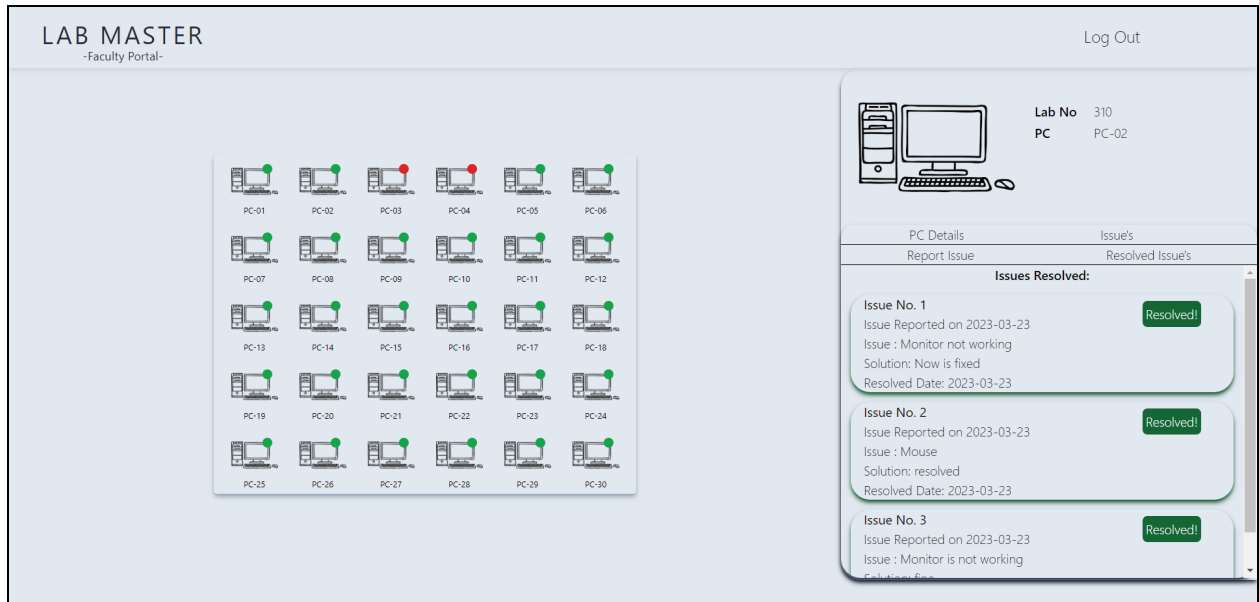 LAB MASTER
-Faculty Portal-
Log Out
PC-01 PC-02 PC-03 PC-04 PC-05 PC-06
PC-07 PC-08 PC-09 PC-10 PC-11 PC-12
PC-13 PC-14 PC-15 PC-16 PC-17 PC-18
PC-19 PC-20 PC-21 PC-22 PC-23 PC-24
PC-25 PC-26 PC-27 PC-28 PC-29 PC-30
Lab No 310
PC PC-02
PC Details Issue's
Report Issue Resolved Issue's
Issues Resolved:
Issue No. 1
Resolved!
Issue Reported on 2023-03-23
Issue : Monitor not working
Solution: Now is fixed
Resolved Date: 2023-03-23
Issue No. 2
Resolved!
Issue Reported on 2023-03-23
Issue : Mouse
Solution: resolved
Resolved Date: 2023-03-23
Issue No. 3
Resolved!
Issue Reported on 2023-03-23
Issue : Monitor is not working
Solution: fine